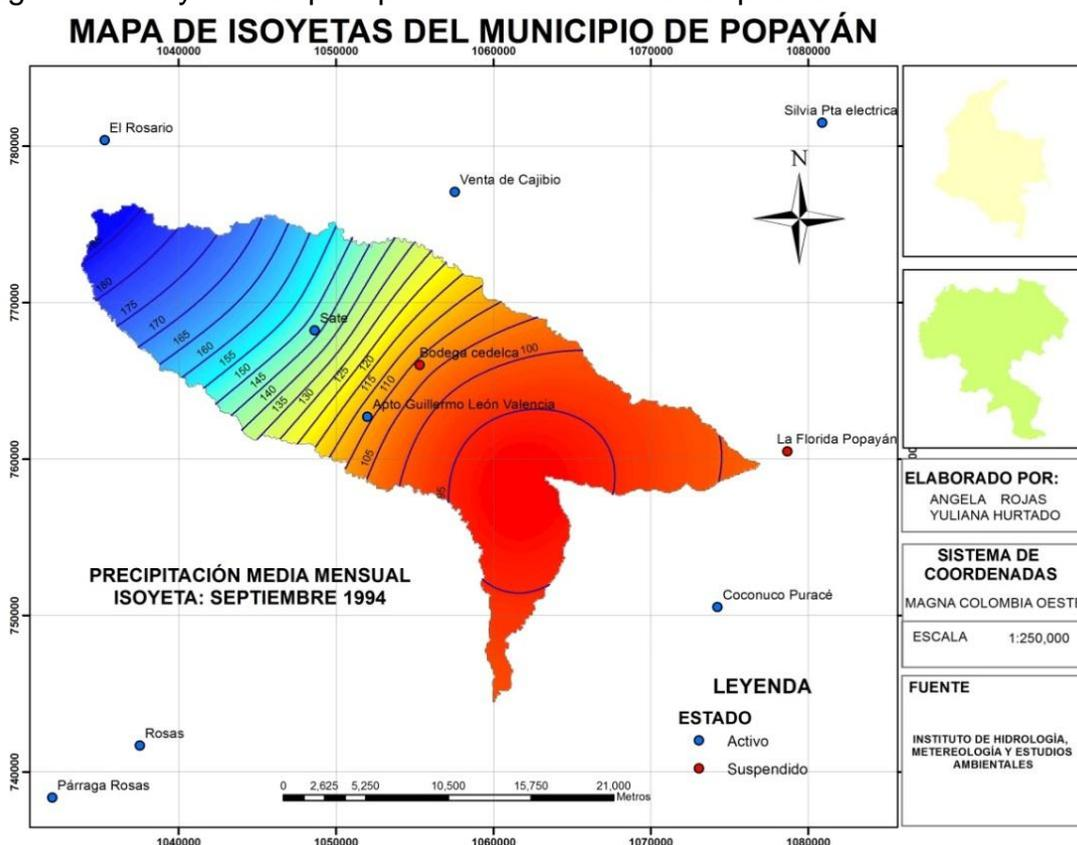 MAPA DE ISOYETAS DEL MUNICIPIO DE POPAYÁN
1040000 1050000 1060000 1070000 1080000
Silvia Pta electrica
El Rosario
780000
N
Venta de Cajibio
770000
180
175
170
165
160
155
150
145
140
135
130
125
120
115
110
105
100
95
Sate
Bodega cedelca
Apto Guillermo León Valencia
La Florida Popayán
760000
ELABORADO POR:
ANGELA ROJAS
YULIANA HURTADO
PRECIPITACIÓN MEDIA MENSUAL
ISOYETA: SEPTIEMBRE 1994
SISTEMA DE
COORDENADAS
MAGNA COLOMBIA OESTE
Coconuco Puracé
750000
ESCALA 1:250,000
LEYENDA
ESTADO
Activo
Suspendido
FUENTE
INSTITUTO DE HIDROLOGÍA,
METEREOLOGÍA Y ESTUDIOS
AMBIENTALES
Rosas
740000
Párraga Rosas
0 2,625 5,250 10,500 15,750 21,000
Metros
1040000 1050000 1060000 1070000 1080000